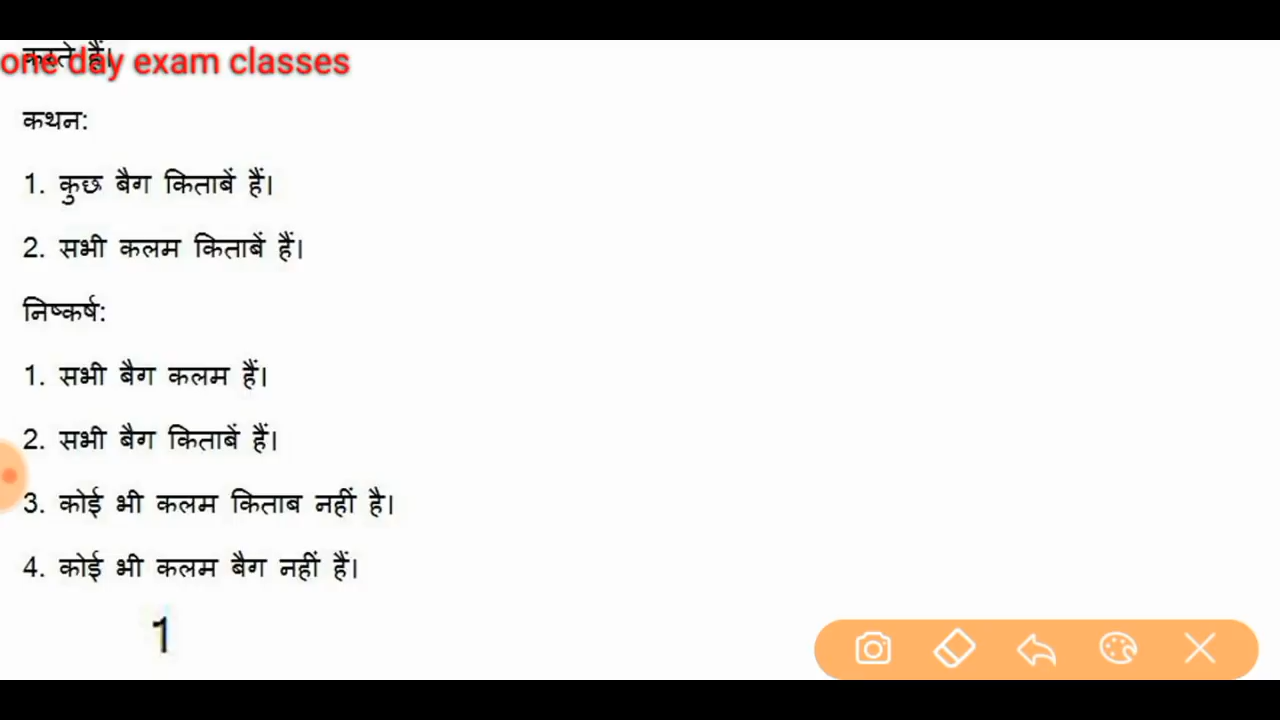 करते हैं।
one day exam classes
कथन:
1. कुछ बैग किताबें हैं।
2. सभी कलम किताबें हैं।
निष्कर्ष:
1. सभी बैग कलम हैं।
2. सभी बैग किताबें हैं।
3. कोई भी कलम किताब नहीं है।
4. कोई भी कलम बैग नहीं हैं।
1